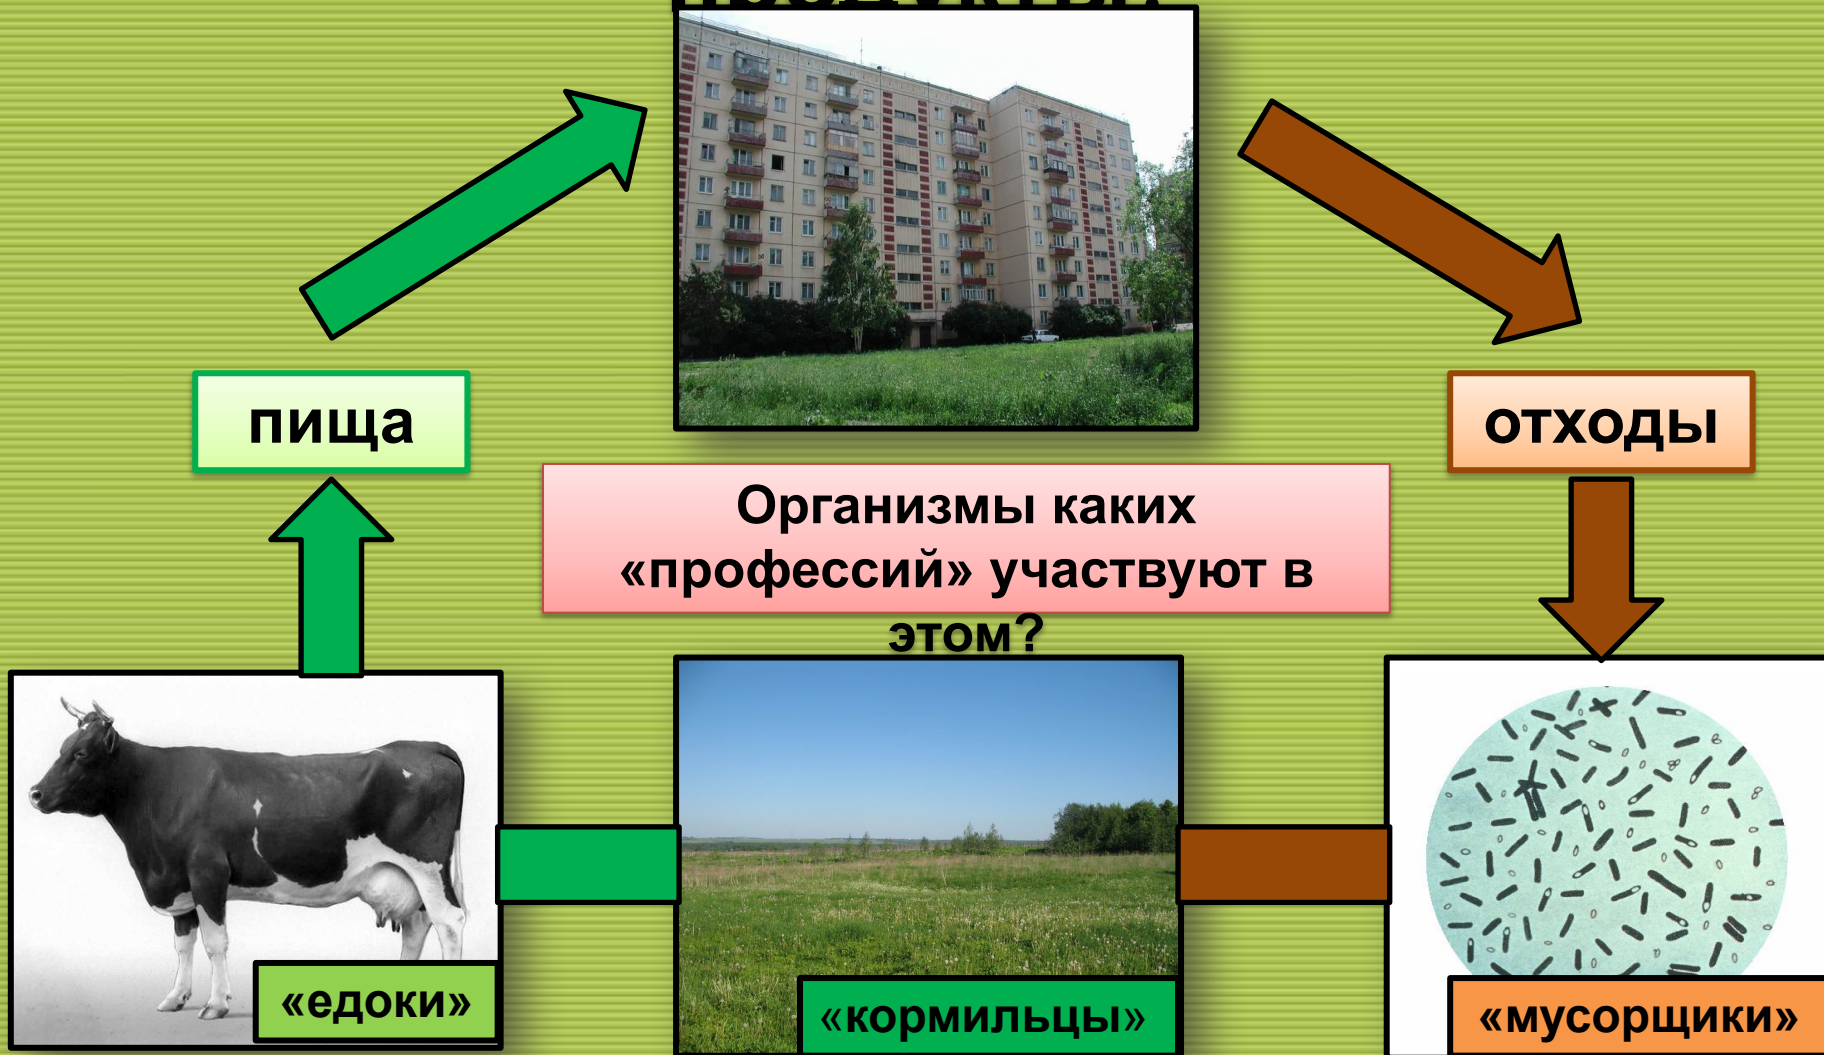 пища
отходы
Организмы каких
«профессий» участвуют в
этом?
«едоки»
«кормильцы»
«мусорщики»